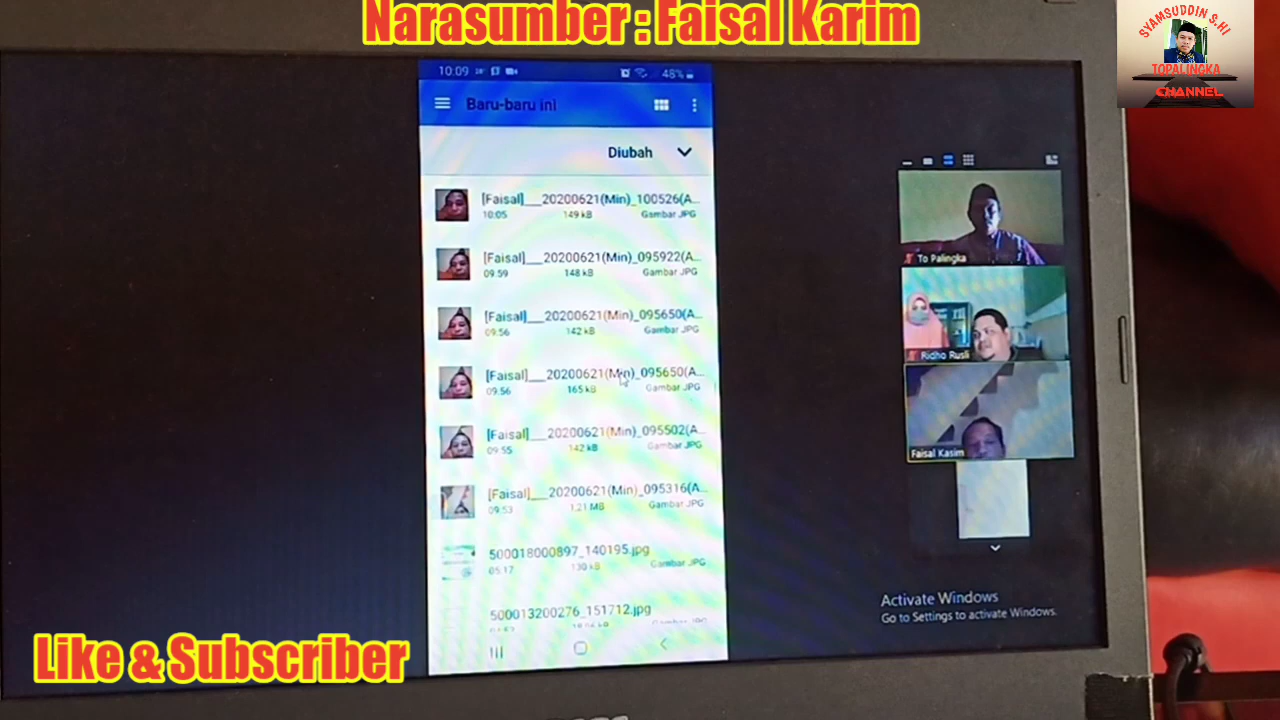 Narasumber : Faisal Karim
SYAMSUDDIN S.HI
TOPALINGKA
CHANNEL
10:09
48%
Baru-baru ini
Diubah
[Faisal]__20200621(Min)_100526(A...
10:05 149 kB Gambar JPG
[Faisal]__20200621(Min)_095922(A...
09:59 148 kB Gambar JPG
[Faisal]__20200621(Min)_095650(A...
09:56 142 kB Gambar JPG
[Faisal]__20200621(Min)_095650(A...
09:56 165 kB Gambar JPG
[Faisal]__20200621(Min)_095502(A...
09:55 142 kB Gambar JPG
[Faisal]__20200621(Min)_095316(A...
09:53 1,21 MB Gambar JPG
500018000897_140195.jpg
05:17 130 kB Gambar JPG
500013200276_151712.jpg
To Palingka
Ridho Rusli
Faisal Kasim
Activate Windows
Go to Settings to activate Windows.
Like & Subscriber